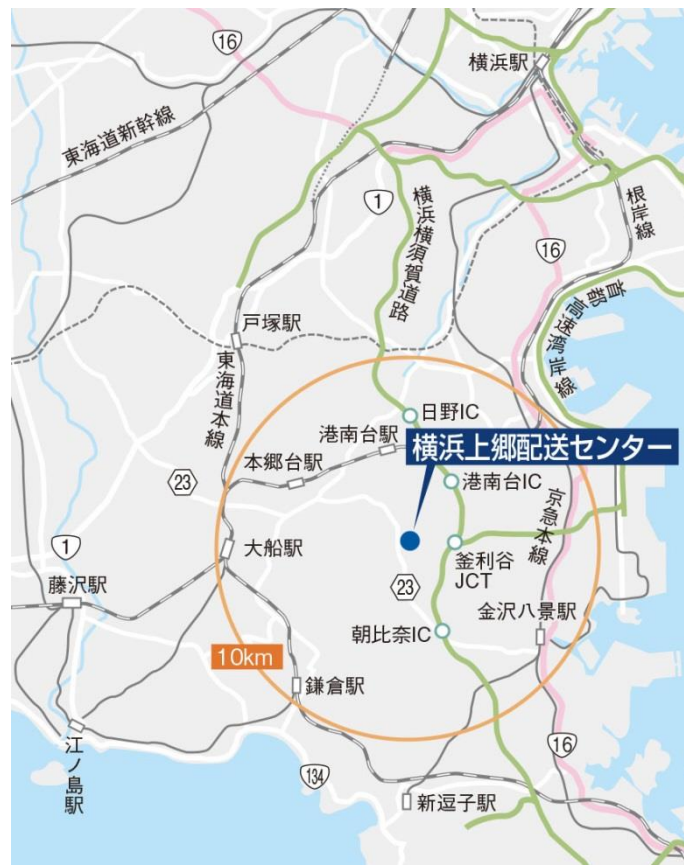 16
横浜駅
東海道新幹線
1
横浜横須賀道路
16
根岸線
首都高速湾岸線
戸塚駅
東海道本線
日野IC
港南台駅
横浜上郷配送センター
本郷台駅
23
港南台IC
京急本線
1
大船駅
釜利谷
JCT
藤沢駅
23
金沢八景駅
朝比奈IC
10km
鎌倉駅
江ノ島駅
16
134
新逗子駅